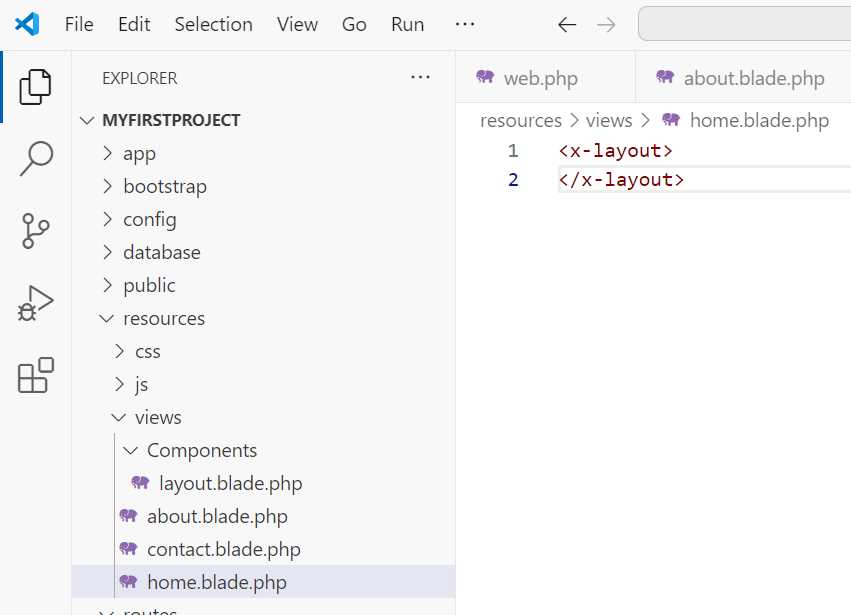 File Edit Selection View Go Run ...
EXPLORER ...
MYFIRSTPROJECT
app
bootstrap
config
database
public
resources
css
js
views
Components
layout.blade.php
about.blade.php
contact.blade.php
home.blade.php
routes
web.php about.blade.php
resources > views > home.blade.php
1 <x-layout>
2 </x-layout>